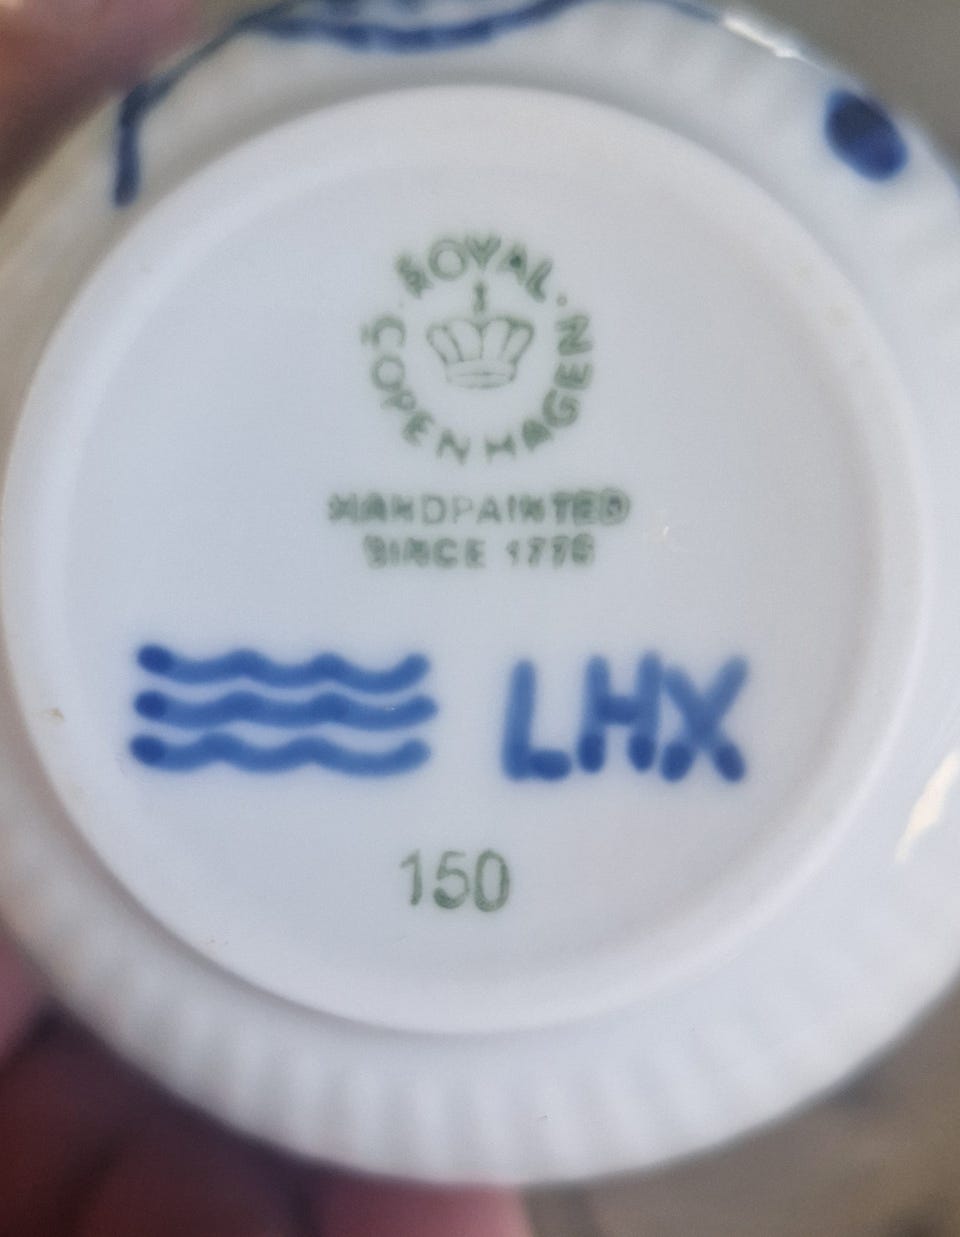 ROYAL · COPENHAGEN ·
HANDPAINTED
SINCE 1775
LHX
150